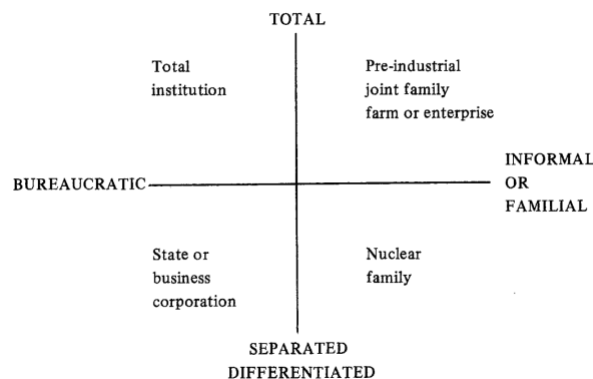 TOTAL
Total
institution
Pre-industrial
joint family
farm or enterprise
BUREAUCRATIC
INFORMAL
OR
FAMILIAL
State or
business
corporation
Nuclear
family
SEPARATED
DIFFERENTIATED